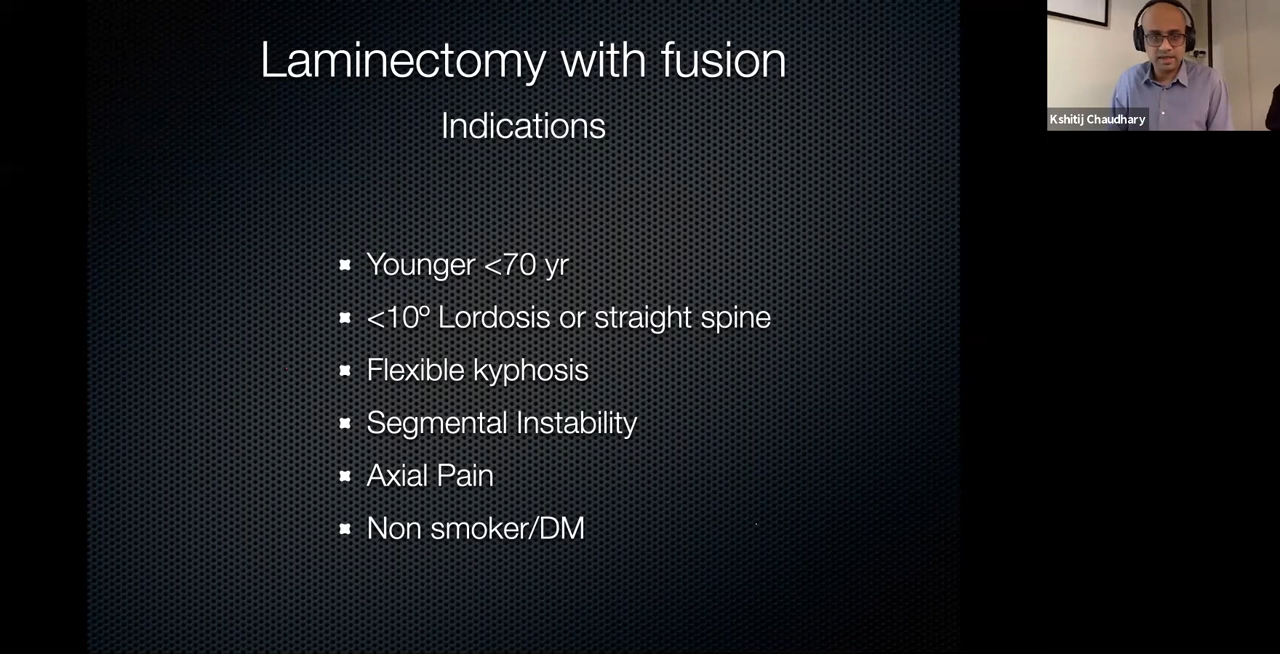 Laminectomy with fusion
Indications
Younger <70 yr
<10º Lordosis or straight spine
Flexible kyphosis
Segmental Instability
Axial Pain
Non smoker/DM
Kshitij Chaudhary